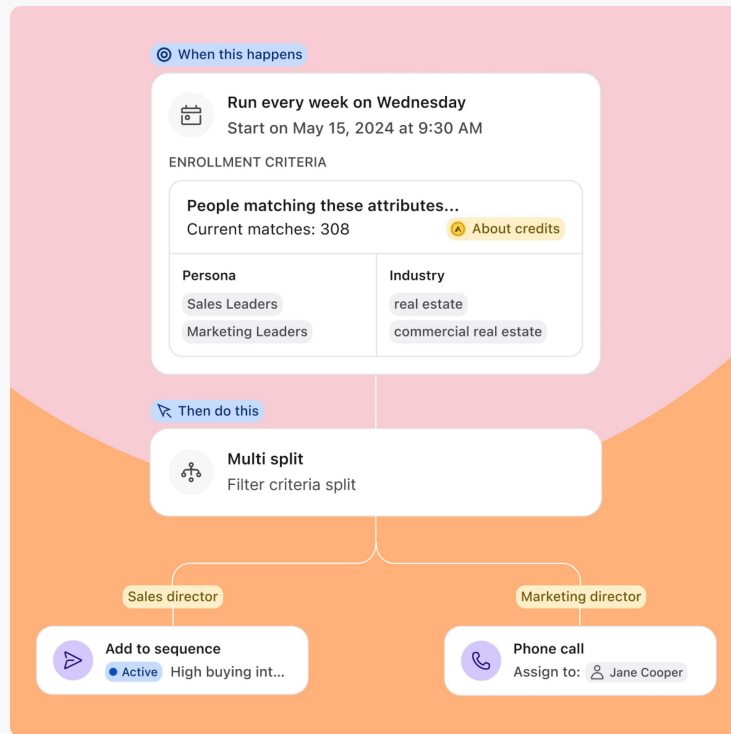 When this happens
Run every week on Wednesday
Start on May 15, 2024 at 9:30 AM
ENROLLMENT CRITERIA
People matching these attributes...
Current matches: 308
About credits
Persona
Sales Leaders
Marketing Leaders
Industry
real estate
commercial real estate
Then do this
Multi split
Filter criteria split
Sales director
Add to sequence
Active High buying int...
Marketing director
Phone call
Assign to: Jane Cooper